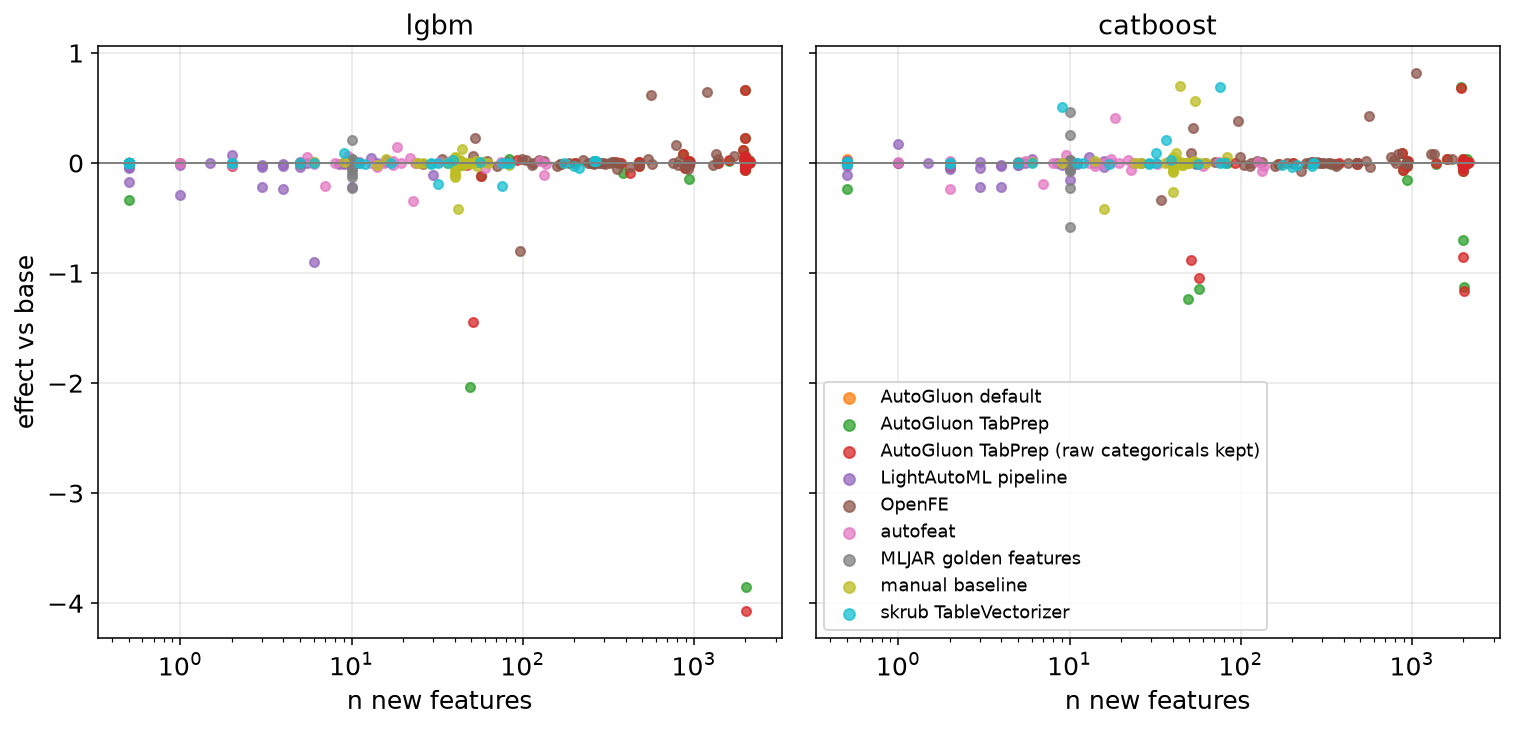 lgbm
catboost
1
0
−1
−2
−3
−4
effect vs base
10^0
10^1
10^2
10^3
n new features
10^0
10^1
10^2
10^3
n new features
AutoGluon default
AutoGluon TabPrep
AutoGluon TabPrep (raw categoricals kept)
LightAutoML pipeline
OpenFE
autofeat
MLJAR golden features
manual baseline
skrub TableVectorizer